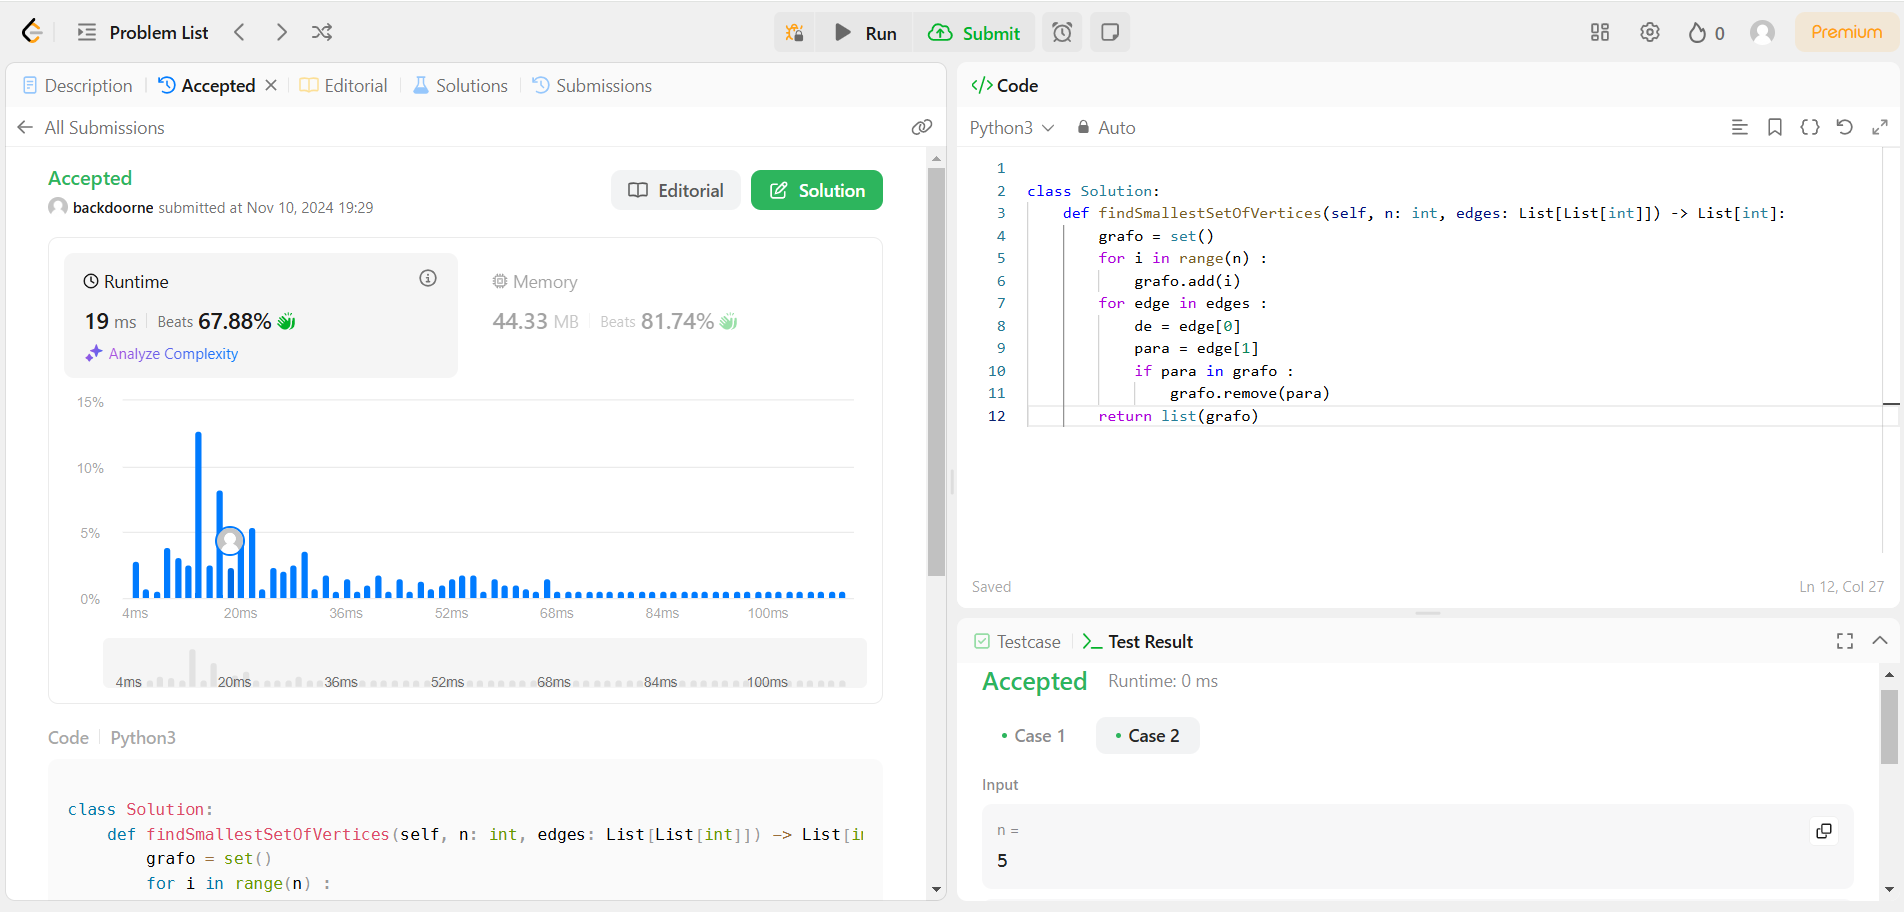 Problem List
Run
Submit
0
Premium
Description
Accepted
Editorial
Solutions
Submissions
All Submissions
Accepted
backdoorne submitted at Nov 10, 2024 19:29
Editorial
Solution
Runtime
19 ms
Beats 67.88%
Analyze Complexity
Memory
44.33 MB
Beats 81.74%
15%
10%
5%
0%
4ms 20ms 36ms 52ms 68ms 84ms 100ms
4ms 20ms 36ms 52ms 68ms 84ms 100ms
Code
Python3
class Solution:
def findSmallestSetOfVertices(self, n: int, edges: List[List[int]]) -> List[in
grafo = set()
for i in range(n) :
</> Code
Python3
Auto
1
2 class Solution:
3 def findSmallestSetOfVertices(self, n: int, edges: List[List[int]]) -> List[int]:
4 grafo = set()
5 for i in range(n) :
6 grafo.add(i)
7 for edge in edges :
8 de = edge[0]
9 para = edge[1]
10 if para in grafo :
11 grafo.remove(para)
12 return list(grafo)
Saved
Ln 12, Col 27
Testcase
Test Result
Accepted
Runtime: 0 ms
Case 1
Case 2
Input
n =
5